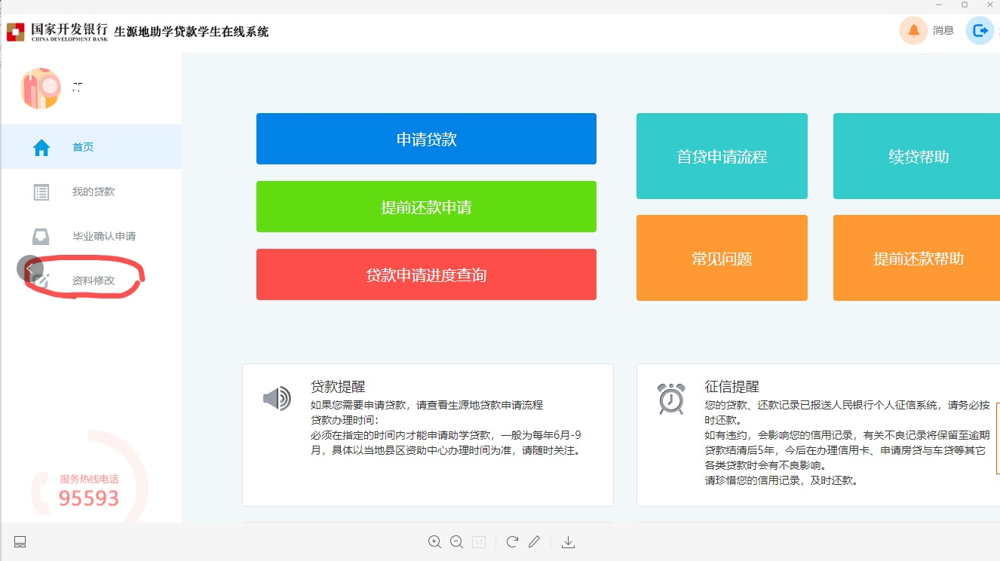 国家开发银行
CHINA DEVELOPMENT BANK
生源地助学贷款学生在线系统
消息
首页
我的贷款
毕业确认申请
资料修改
申请贷款
提前还款申请
贷款申请进度查询
首贷申请流程
续贷帮助
常见问题
提前还款帮助
贷款提醒
如果您需要申请贷款，请查看生源地贷款申请流程
贷款办理时间：
必须在指定的时间内才能申请助学贷款，一般为每年6月-9
月，具体以当地县区资助中心办理时间为准，请随时关注。
征信提醒
您的贷款、还款记录已报送人民银行个人征信系统，请务必按
时还款。
如有违约，会影响您的信用记录，有关不良记录将保留至逾期
贷款结清后5年，今后在办理信用卡、申请房贷与车贷等其它
各类贷款时会有不良影响。
请珍惜您的信用记录，及时还款。
服务热线电话
95593
1:1